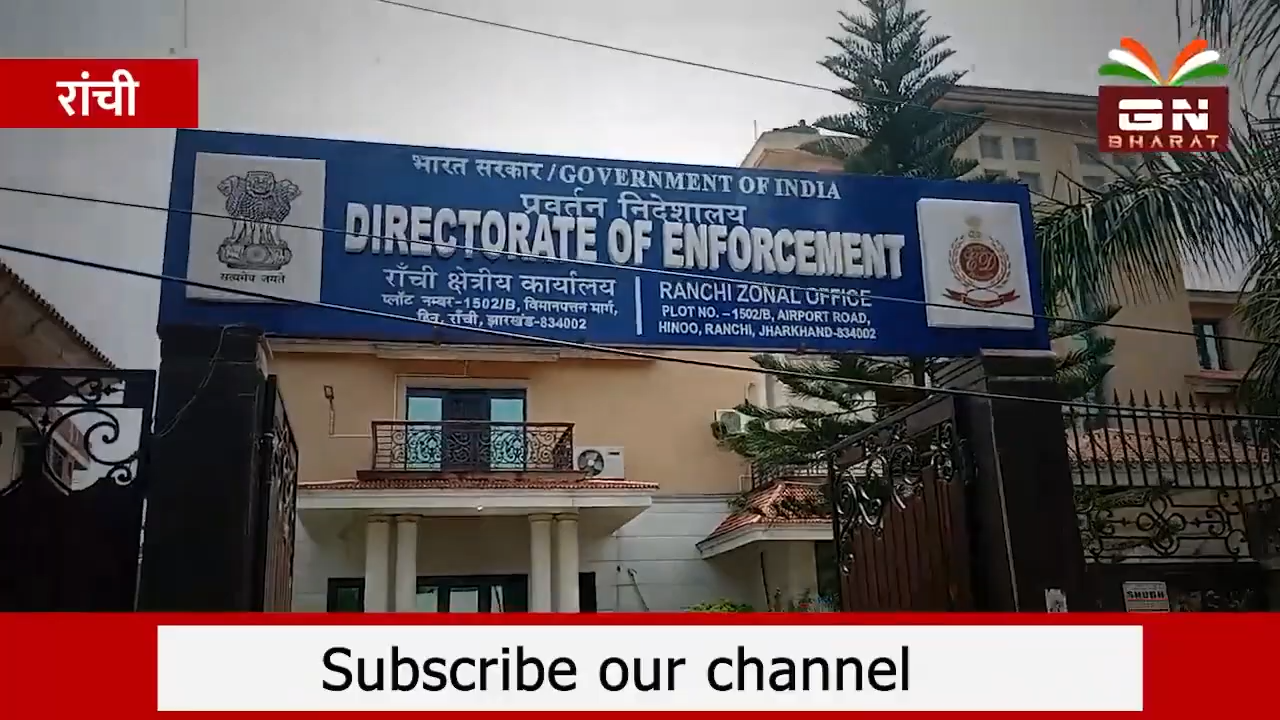 रांची
GN
BHARAT
भारत सरकार/GOVERNMENT OF INDIA
प्रवर्तन निदेशालय
DIRECTORATE OF ENFORCEMENT
सत्यमेव जयते
ED
राँची क्षेत्रीय कार्यालय
प्लॉट नम्बर-1502/B, विमानपत्तन मार्ग,
हिनू, राँची, झारखंड-834002
RANCHI ZONAL OFFICE
PLOT NO. -1502/B, AIRPORT ROAD,
HINOO, RANCHI, JHARKHAND-834002
SHUBH
Subscribe our channel